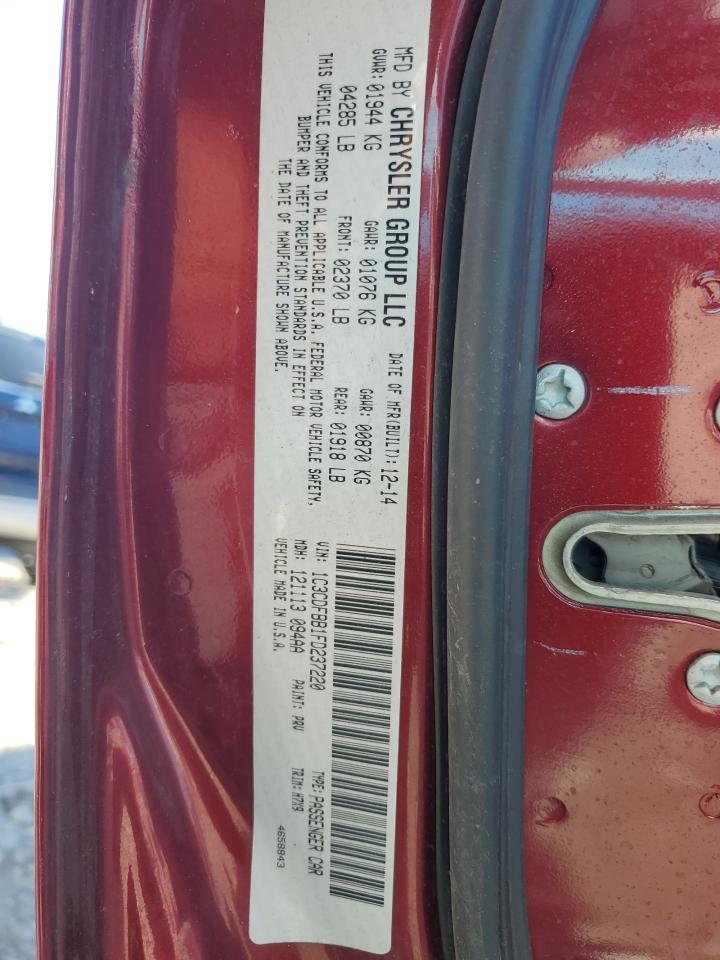 MFD BY CHRYSLER GROUP LLC DATE OF MFR(BUILT): 12-14
GVWR: 01944 KG GAWR: 01076 KG GAWR: 00870 KG
04285 LB FRONT: 02370 LB REAR: 01918 LB
THIS VEHICLE CONFORMS TO ALL APPLICABLE U.S.A. FEDERAL MOTOR VEHICLE SAFETY,
BUMPER AND THEFT PREVENTION STANDARDS IN EFFECT ON
THE DATE OF MANUFACTURE SHOWN ABOVE.
VIN: 1C3CDFBB1FD237220 TYPE: PASSENGER CAR
MDH: 121113 094AA PAINT: PRV TRIM: H7X9
VEHICLE MADE IN U.S.A. 4658843